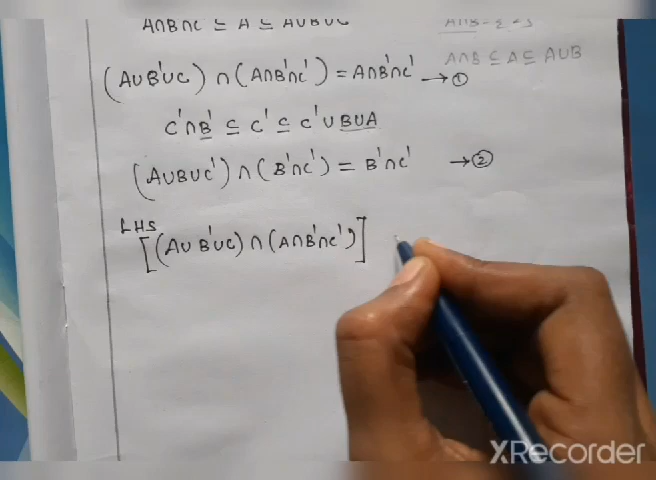 A∩B∩C ⊆ A ⊆ A∪B∪C
A∩B ⊆ A ⊆ A∪B
(A∪B'∪C) ∩ (A∩B'∩C') = A∩B'∩C' → ①
C'∩B' ⊆ C' ⊆ C'∪B∪A
(A∪B∪C') ∩ (B'∩C') = B'∩C' → ②
LHS
[(A∪B'∪C) ∩ (A∩B'∩C')]
XRecorder